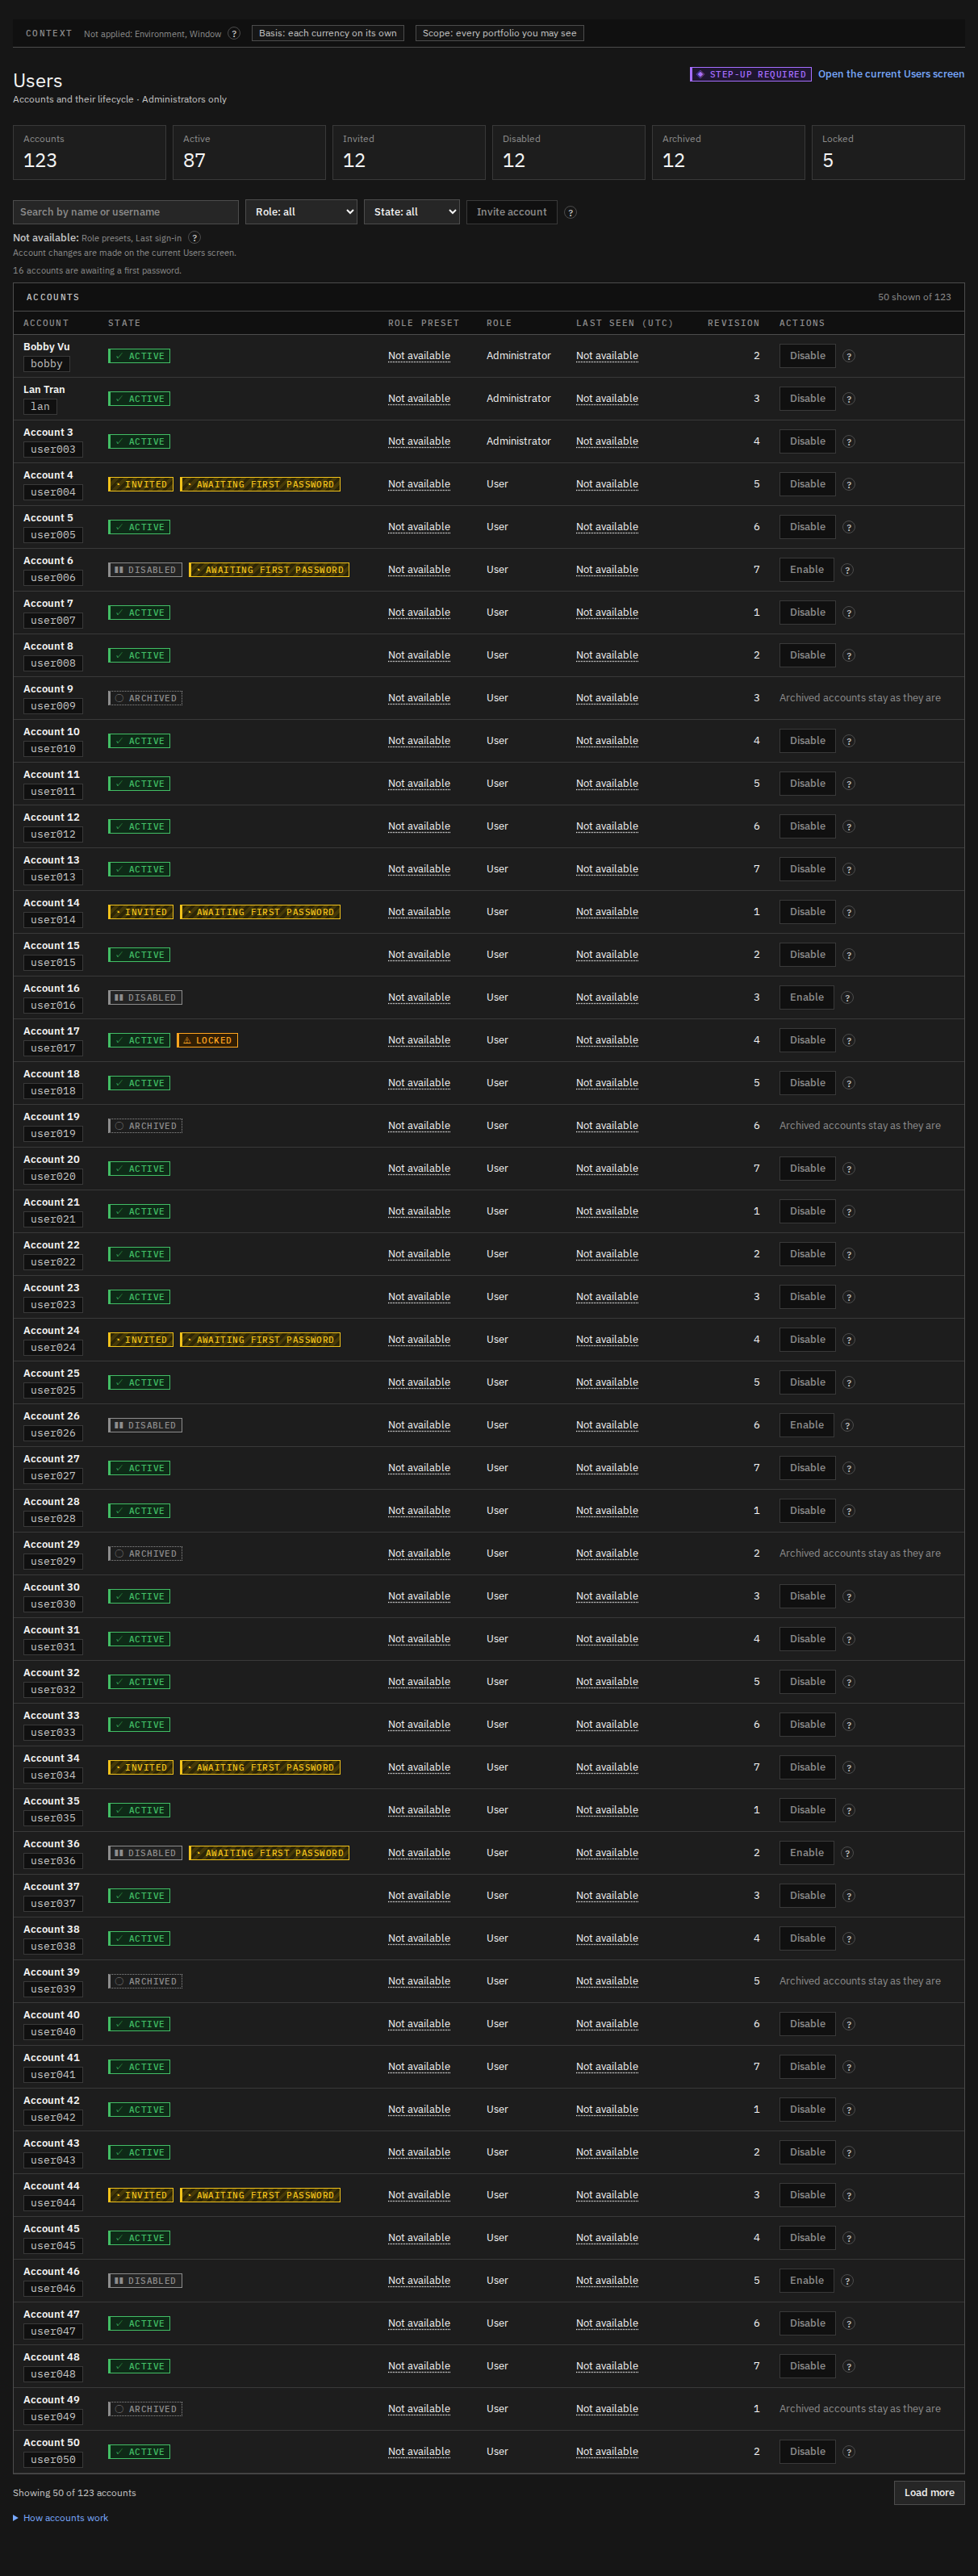 CONTEXT Not applied: Environment, Window ? Basis: each currency on its own Scope: every portfolio you may see
Users
STEP-UP REQUIRED Open the current Users screen
Accounts and their lifecycle · Administrators only
Accounts Active Invited Disabled Archived Locked
123 87 12 12 12 5
Search by name or username Role: all State: all Invite account ?
Not available: Role presets, Last sign-in ?
Account changes are made on the current Users screen.
16 accounts are awaiting a first password.
ACCOUNTS 50 shown of 123
ACCOUNT STATE ROLE PRESET ROLE LAST SEEN (UTC) REVISION ACTIONS
Bobby Vu
bobby ✓ ACTIVE Not available Administrator Not available 2 Disable ?
Lan Tran
lan ✓ ACTIVE Not available Administrator Not available 3 Disable ?
Account 3
user003 ✓ ACTIVE Not available Administrator Not available 4 Disable ?
Account 4
user004 INVITED AWAITING FIRST PASSWORD Not available User Not available 5 Disable ?
Account 5
user005 ✓ ACTIVE Not available User Not available 6 Disable ?
Account 6
user006 DISABLED AWAITING FIRST PASSWORD Not available User Not available 7 Enable ?
Account 7
user007 ✓ ACTIVE Not available User Not available 1 Disable ?
Account 8
user008 ✓ ACTIVE Not available User Not available 2 Disable ?
Account 9
user009 ARCHIVED Not available User Not available 3 Archived accounts stay as they are
Account 10
user010 ✓ ACTIVE Not available User Not available 4 Disable ?
Account 11
user011 ✓ ACTIVE Not available User Not available 5 Disable ?
Account 12
user012 ✓ ACTIVE Not available User Not available 6 Disable ?
Account 13
user013 ✓ ACTIVE Not available User Not available 7 Disable ?
Account 14
user014 INVITED AWAITING FIRST PASSWORD Not available User Not available 1 Disable ?
Account 15
user015 ✓ ACTIVE Not available User Not available 2 Disable ?
Account 16
user016 DISABLED Not available User Not available 3 Enable ?
Account 17
user017 ✓ ACTIVE ⚠ LOCKED Not available User Not available 4 Disable ?
Account 18
user018 ✓ ACTIVE Not available User Not available 5 Disable ?
Account 19
user019 ARCHIVED Not available User Not available 6 Archived accounts stay as they are
Account 20
user020 ✓ ACTIVE Not available User Not available 7 Disable ?
Account 21
user021 ✓ ACTIVE Not available User Not available 1 Disable ?
Account 22
user022 ✓ ACTIVE Not available User Not available 2 Disable ?
Account 23
user023 ✓ ACTIVE Not available User Not available 3 Disable ?
Account 24
user024 INVITED AWAITING FIRST PASSWORD Not available User Not available 4 Disable ?
Account 25
user025 ✓ ACTIVE Not available User Not available 5 Disable ?
Account 26
user026 DISABLED Not available User Not available 6 Enable ?
Account 27
user027 ✓ ACTIVE Not available User Not available 7 Disable ?
Account 28
user028 ✓ ACTIVE Not available User Not available 1 Disable ?
Account 29
user029 ARCHIVED Not available User Not available 2 Archived accounts stay as they are
Account 30
user030 ✓ ACTIVE Not available User Not available 3 Disable ?
Account 31
user031 ✓ ACTIVE Not available User Not available 4 Disable ?
Account 32
user032 ✓ ACTIVE Not available User Not available 5 Disable ?
Account 33
user033 ✓ ACTIVE Not available User Not available 6 Disable ?
Account 34
user034 INVITED AWAITING FIRST PASSWORD Not available User Not available 7 Disable ?
Account 35
user035 ✓ ACTIVE Not available User Not available 1 Disable ?
Account 36
user036 DISABLED AWAITING FIRST PASSWORD Not available User Not available 2 Enable ?
Account 37
user037 ✓ ACTIVE Not available User Not available 3 Disable ?
Account 38
user038 ✓ ACTIVE Not available User Not available 4 Disable ?
Account 39
user039 ARCHIVED Not available User Not available 5 Archived accounts stay as they are
Account 40
user040 ✓ ACTIVE Not available User Not available 6 Disable ?
Account 41
user041 ✓ ACTIVE Not available User Not available 7 Disable ?
Account 42
user042 ✓ ACTIVE Not available User Not available 1 Disable ?
Account 43
user043 ✓ ACTIVE Not available User Not available 2 Disable ?
Account 44
user044 INVITED AWAITING FIRST PASSWORD Not available User Not available 3 Disable ?
Account 45
user045 ✓ ACTIVE Not available User Not available 4 Disable ?
Account 46
user046 DISABLED Not available User Not available 5 Enable ?
Account 47
user047 ✓ ACTIVE Not available User Not available 6 Disable ?
Account 48
user048 ✓ ACTIVE Not available User Not available 7 Disable ?
Account 49
user049 ARCHIVED Not available User Not available 1 Archived accounts stay as they are
Account 50
user050 ✓ ACTIVE Not available User Not available 2 Disable ?
Showing 50 of 123 accounts Load more
How accounts work